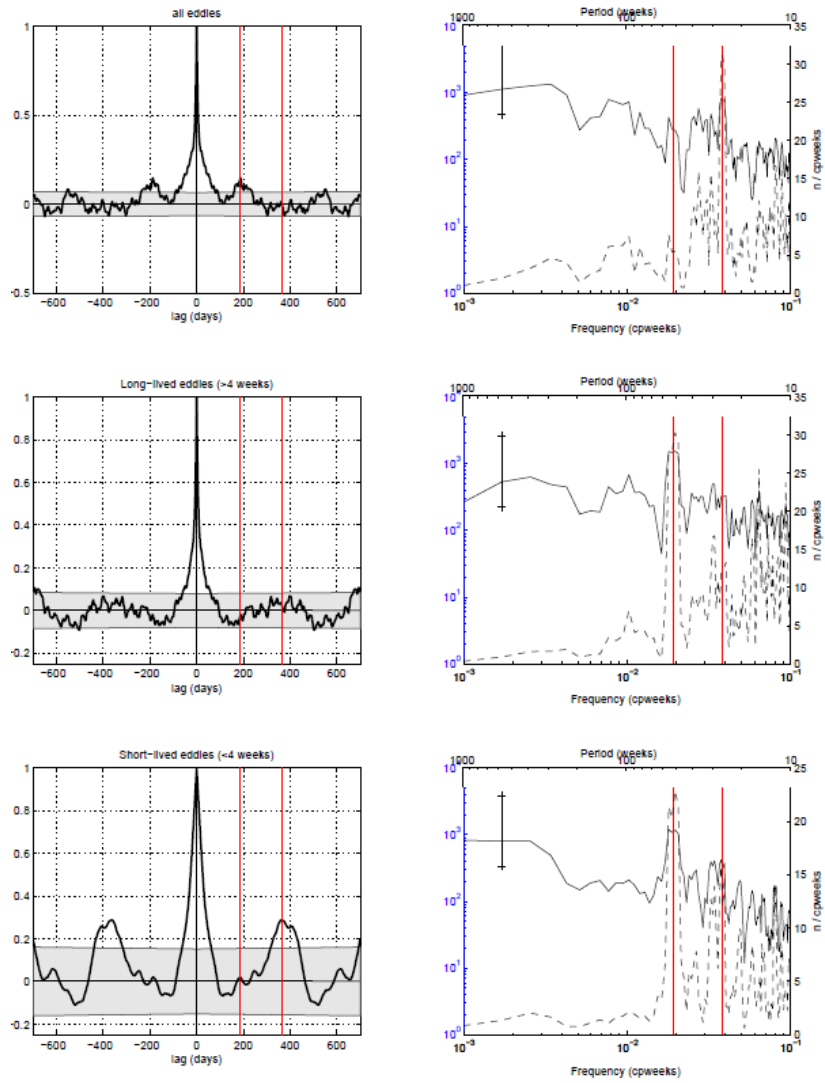 all eddies
1
0.5
0
-0.5
−600 −400 −200 0 200 400 600
lag (days)
Period (weeks)
1000 100 10
10⁴
10³
10²
10¹
10⁰
35
30
25
20
15
10
5
0
n / cpweeks
10⁻³ 10⁻² 10⁻¹
Frequency (cpweeks)
Long−lived eddies (>4 weeks)
1
0.8
0.6
0.4
0.2
0
-0.2
−600 −400 −200 0 200 400 600
lag (days)
Period (weeks)
1000 100 10
10⁴
10³
10²
10¹
10⁰
35
30
25
20
15
10
5
0
n / cpweeks
10⁻³ 10⁻² 10⁻¹
Frequency (cpweeks)
Short−lived eddies (<4 weeks)
1
0.8
0.6
0.4
0.2
0
-0.2
−600 −400 −200 0 200 400 600
lag (days)
Period (weeks)
1000 100 10
10⁴
10³
10²
10¹
10⁰
25
20
15
10
5
0
n / cpweeks
10⁻³ 10⁻² 10⁻¹
Frequency (cpweeks)